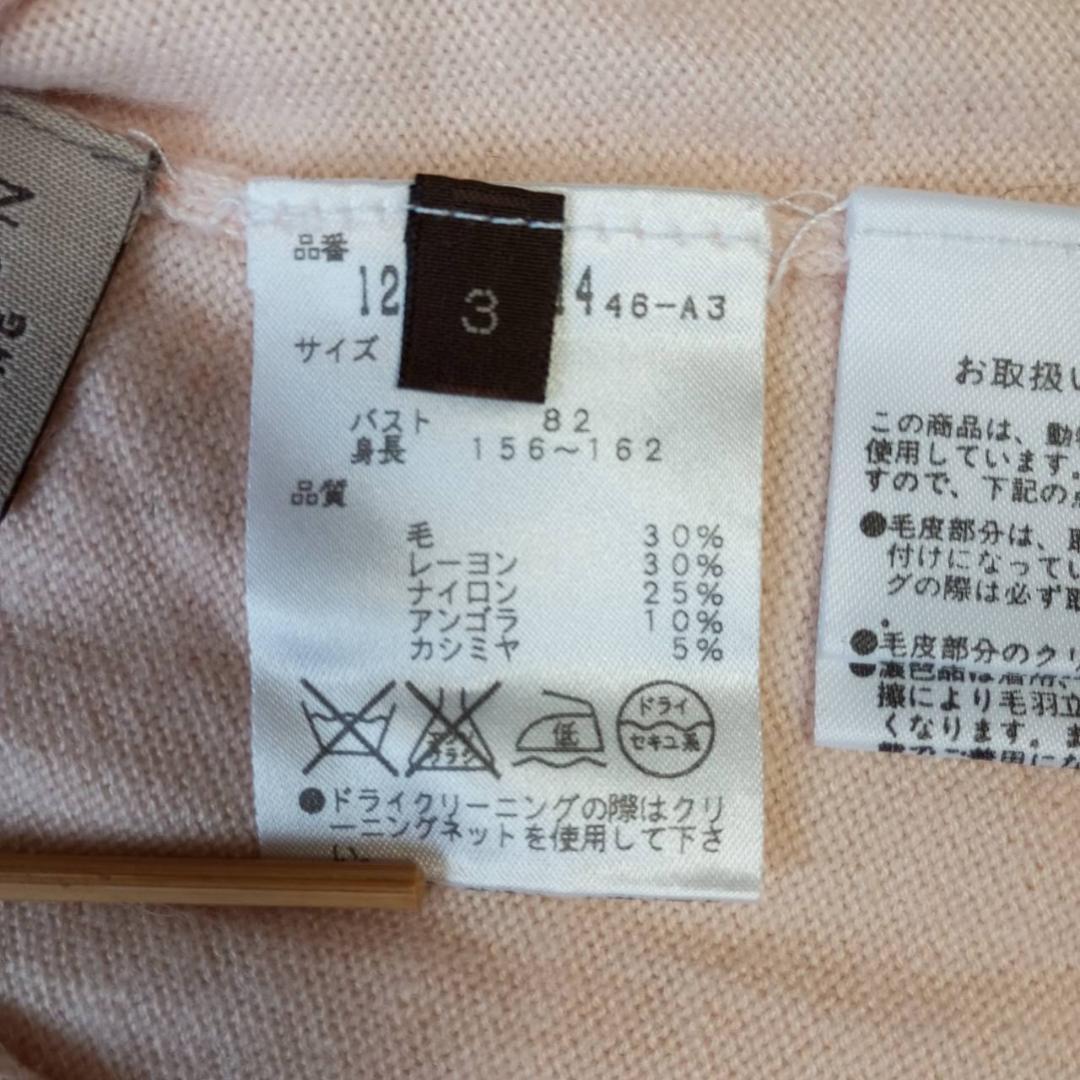 品番
12
3
446-A3
サイズ
バスト 82
身長 156～162
品質
毛 30%
レーヨン 30%
ナイロン 25%
アンゴラ 10%
カシミヤ 5%
低
ドライ
セキユ系
●ドライクリーニングの際はクリ
ーニングネットを使用して下さ
い。
お取扱い
この商品は、動
使用しています。
すので、下記の
●毛皮部分は、
付けになってい
グの際は必ず
●毛皮部分のクリ
擦により毛羽立
くなります。